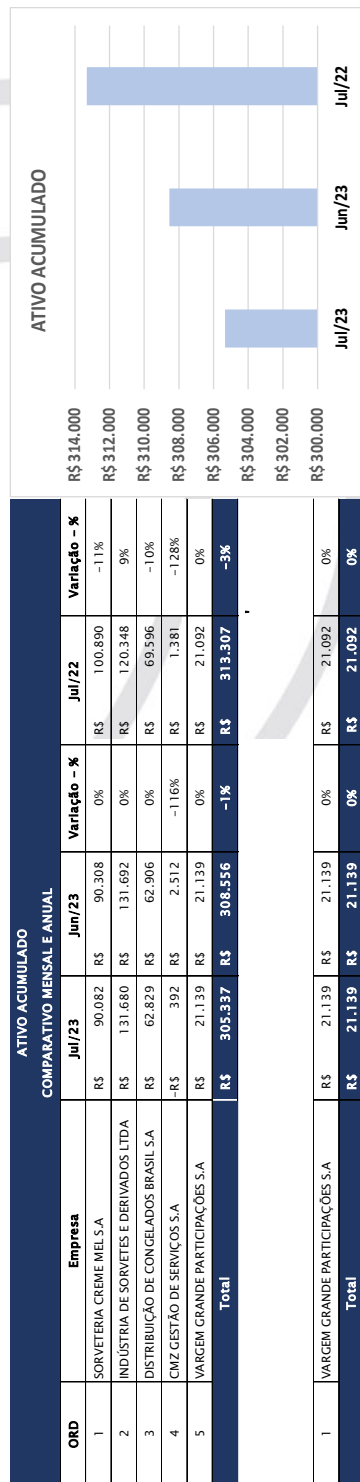 ATIVO ACUMULADO
COMPARATIVO MENSAL E ANUAL
ORD Empresa Jul/23 Jun/23 Variação - % Jul/22 Variação - %
1 SORVETERIA CREME MEL S.A R$ 90.082 R$ 90.308 0% R$ 100.890 -11%
2 INDÚSTRIA DE SORVETES E DERIVADOS LTDA R$ 131.680 R$ 131.692 0% R$ 120.348 9%
3 DISTRIBUIÇÃO DE CONGELADOS BRASIL S.A R$ 62.829 R$ 62.906 0% R$ 69.596 -10%
4 CMZ GESTÃO DE SERVIÇOS S.A -R$ 392 R$ 2.512 -116% R$ 1.381 -128%
5 VARGEM GRANDE PARTICIPAÇÕES S.A R$ 21.139 R$ 21.139 0% R$ 21.092 0%
Total R$ 305.337 R$ 308.556 -1% R$ 313.307 -3%
1 VARGEM GRANDE PARTICIPAÇÕES S.A R$ 21.139 R$ 21.139 0% R$ 21.092 0%
Total R$ 21.139 R$ 21.139 0% R$ 21.092 0%
ATIVO ACUMULADO
R$ 314.000
R$ 312.000
R$ 310.000
R$ 308.000
R$ 306.000
R$ 304.000
R$ 302.000
R$ 300.000
Jul/23 Jun/23 Jul/22